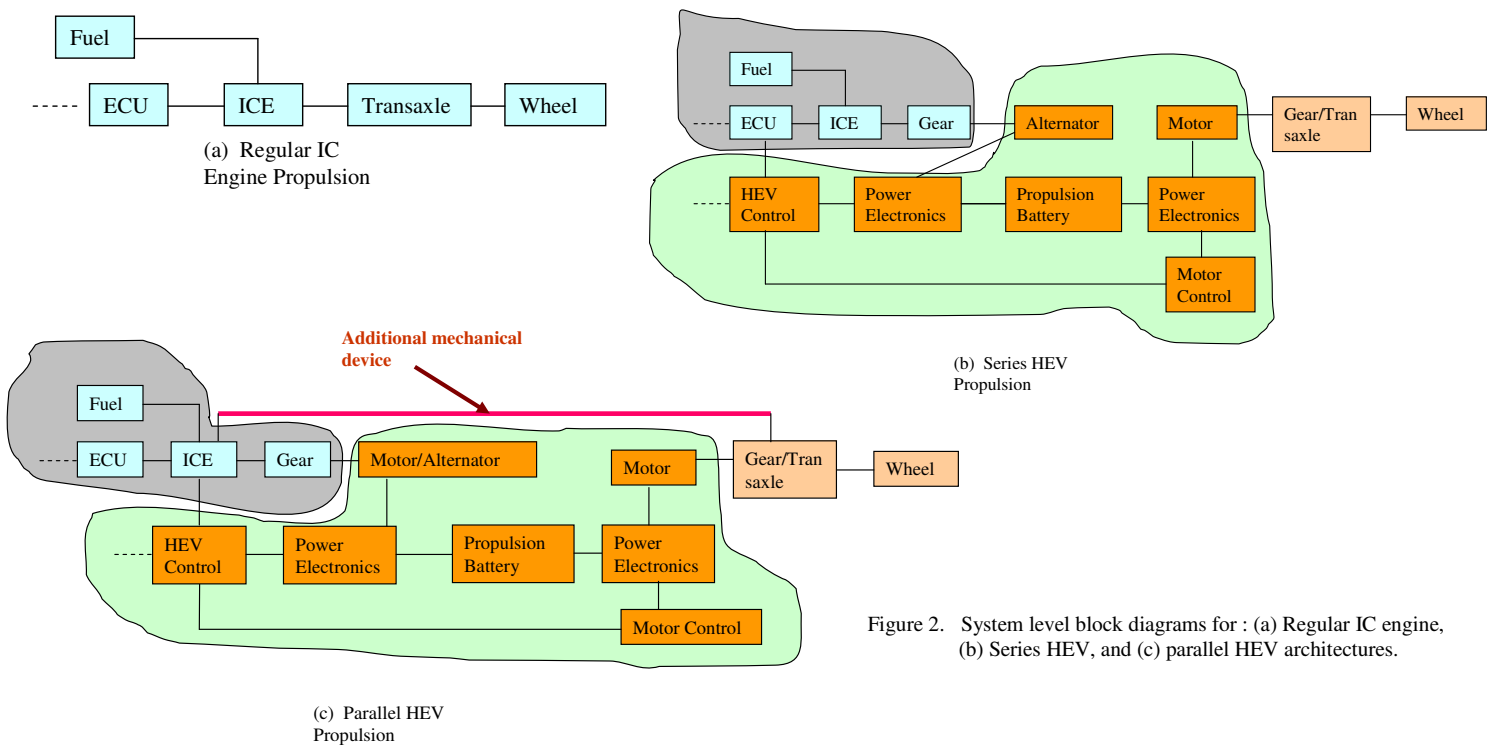 Fuel
ECU
ICE
Transaxle
Wheel
(a) Regular IC
Engine Propulsion
Fuel
ECU
ICE
Gear
Alternator
Motor
Gear/Tran
saxle
Wheel
HEV
Control
Power
Electronics
Propulsion
Battery
Power
Electronics
Motor
Control
(b) Series HEV
Propulsion
Additional mechanical
device
Fuel
ECU
ICE
Gear
Motor/Alternator
Motor
Gear/Tran
saxle
Wheel
HEV
Control
Power
Electronics
Propulsion
Battery
Power
Electronics
Motor Control
(c) Parallel HEV
Propulsion
Figure 2. System level block diagrams for : (a) Regular IC engine,
(b) Series HEV, and (c) parallel HEV architectures.